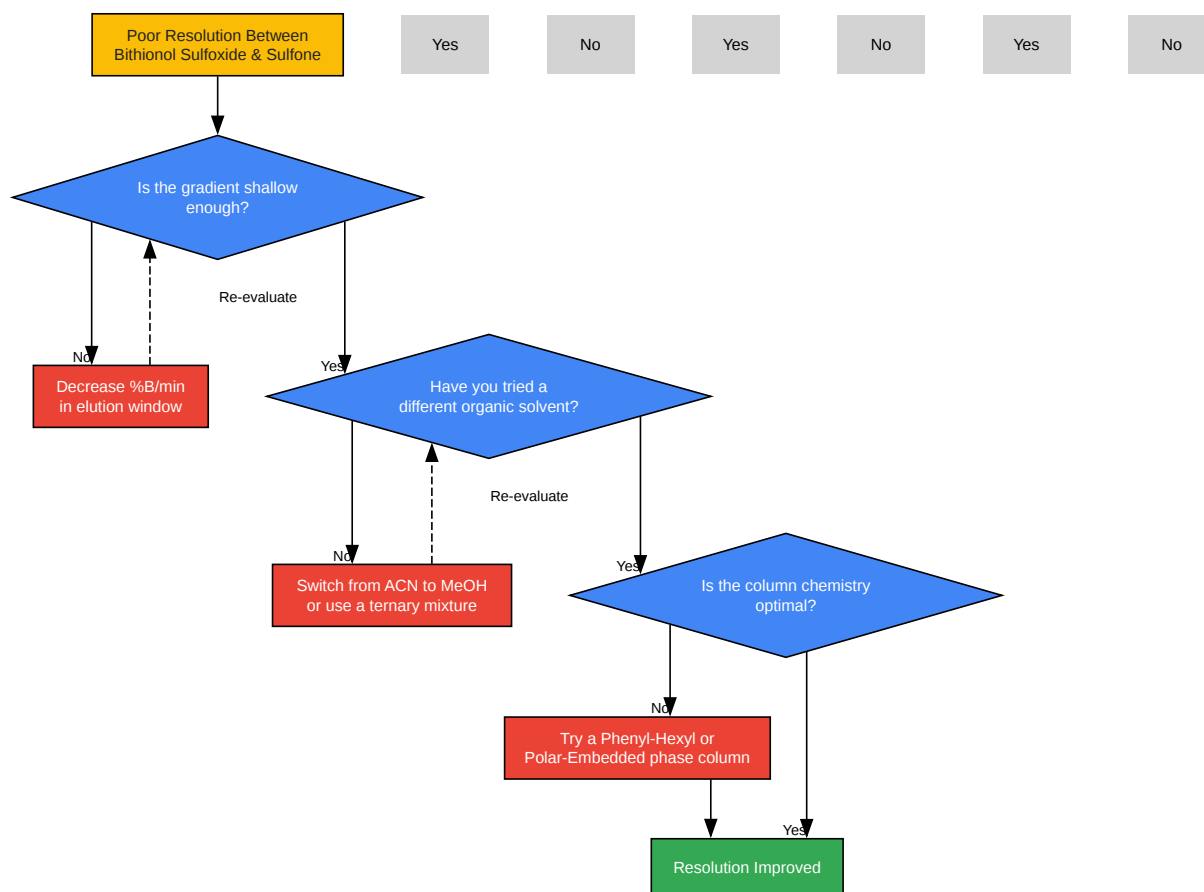 Poor Resolution Between
Bithionol Sulfoxide & Sulfone
Yes
No
Yes
No
Yes
No
Is the gradient shallow
enough?
Re-evaluate
No
Yes
Decrease %B/min
in elution window
Have you tried a
different organic solvent?
Re-evaluate
No
Yes
Switch from ACN to MeOH
or use a ternary mixture
Is the column chemistry
optimal?
No
Try a Phenyl-Hexyl or
Polar-Embedded phase column
Yes
Resolution Improved